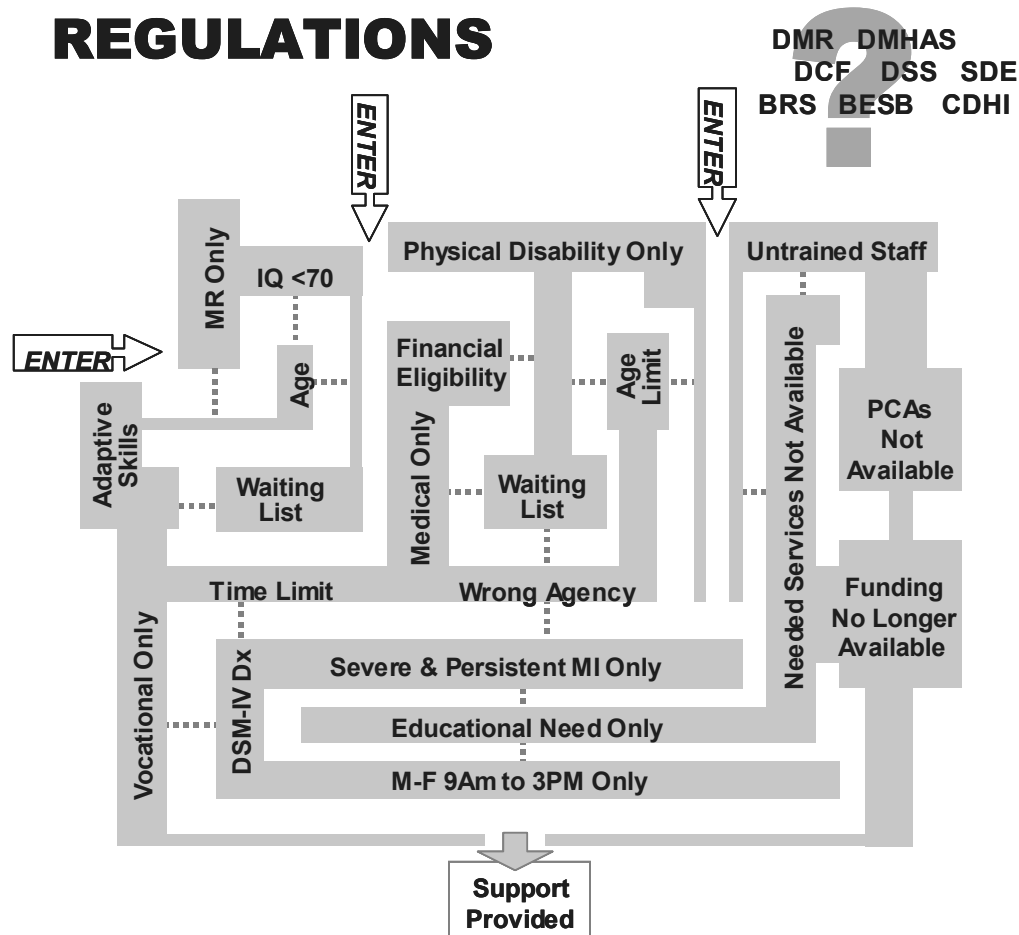 REGULATIONS
DMR DMHAS
DCF DSS SDE
BRS BESB CDHI
?
ENTER
ENTER
ENTER
MR Only
IQ <70
Physical Disability Only
Untrained Staff
Financial
Eligibility
Age
Age
Limit
Adaptive
Skills
Waiting
List
Medical Only
Waiting
List
Needed Services Not Available
PCAs
Not
Available
Time Limit
Wrong Agency
Funding
No Longer
Available
Vocational Only
DSM-IV Dx
Severe & Persistent MI Only
Educational Need Only
M-F 9Am to 3PM Only
Support
Provided